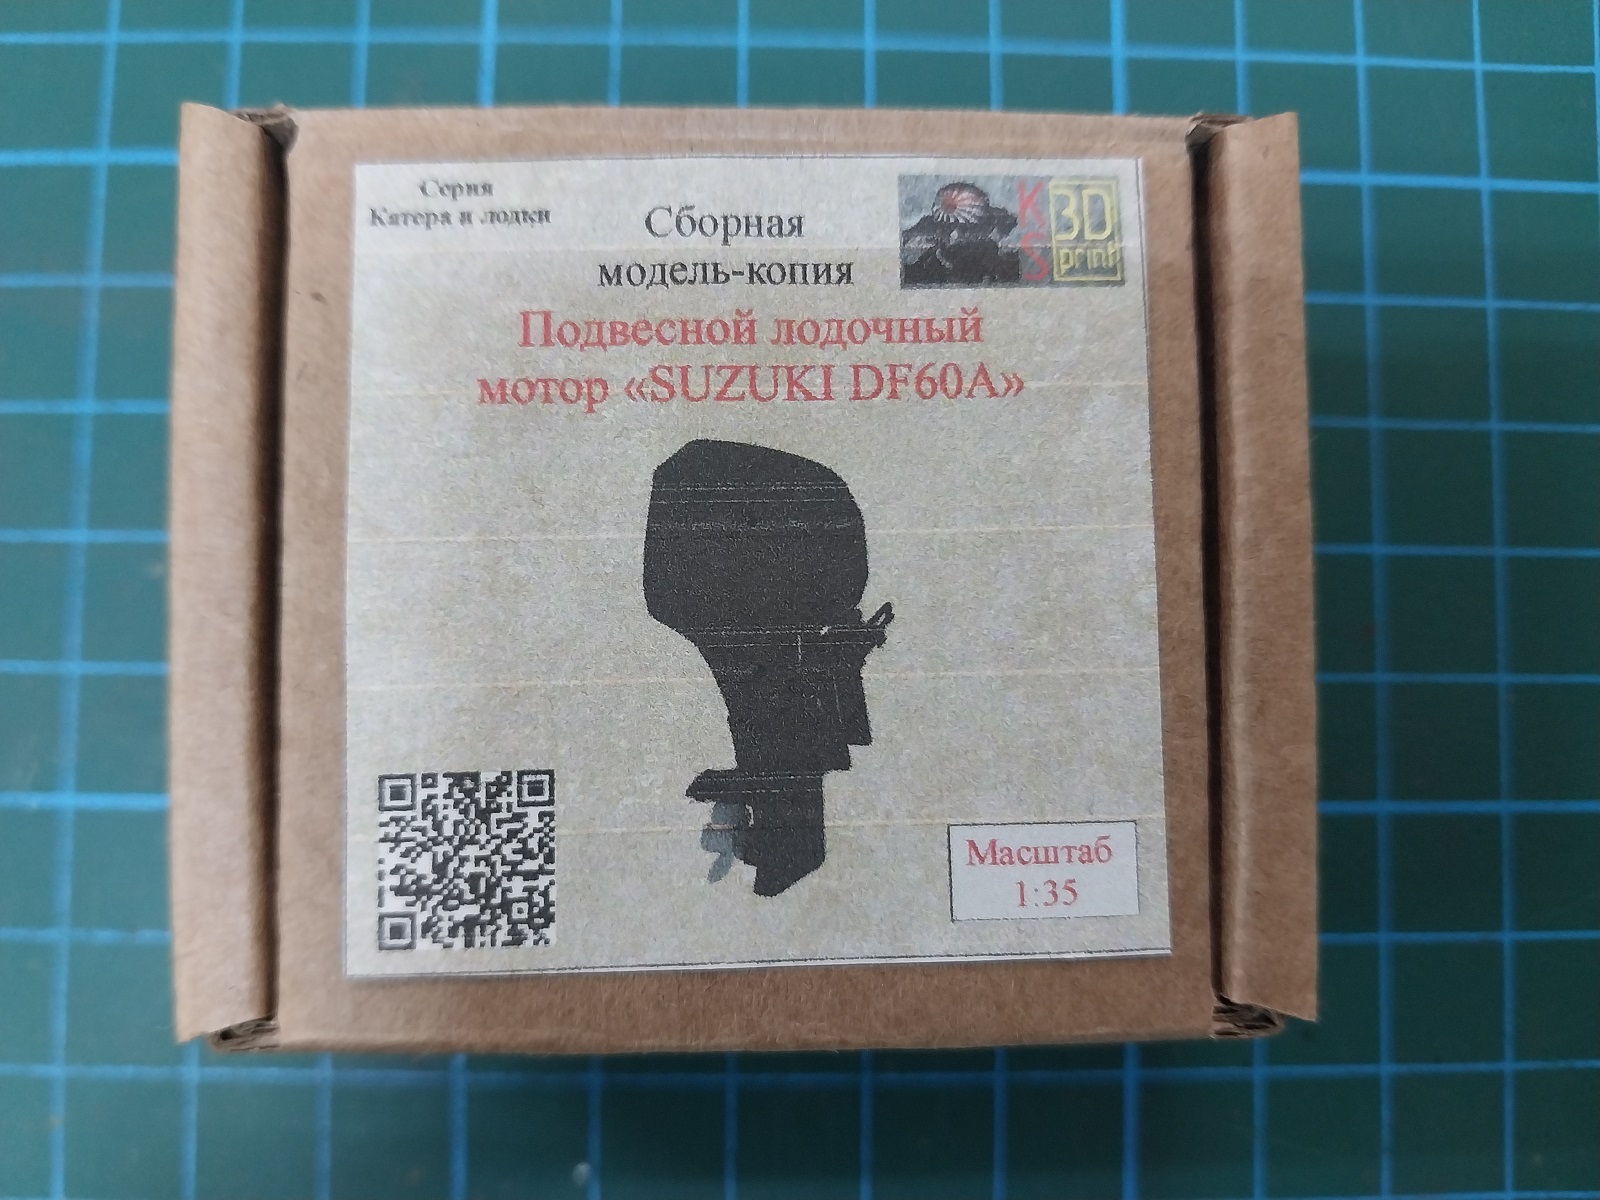 Серия
Катера и лодки
Сборная
модель-копия
KS 3D print
Подвесной лодочный
мотор «SUZUKI DF60A»
Масштаб
1:35